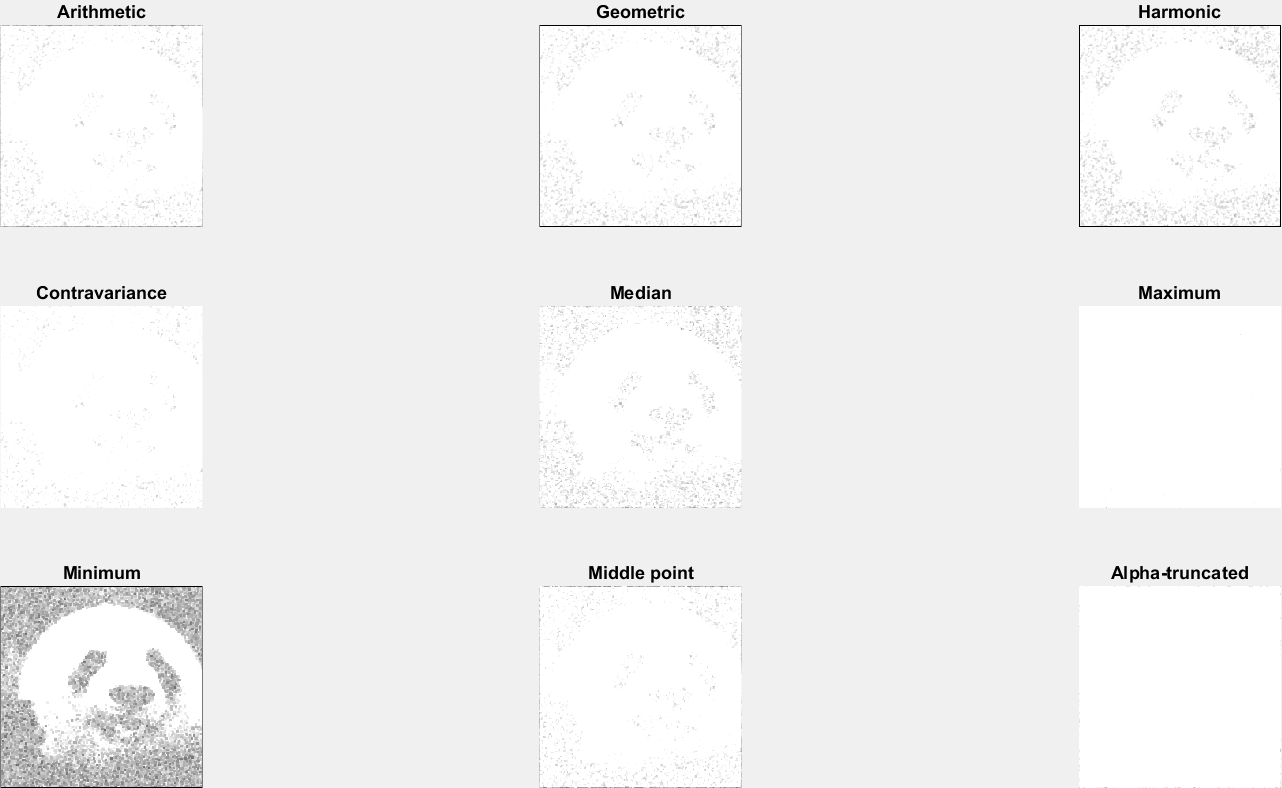 Arithmetic
Geometric
Harmonic
Contravariance
Median
Maximum
Minimum
Middle point
Alpha-truncated